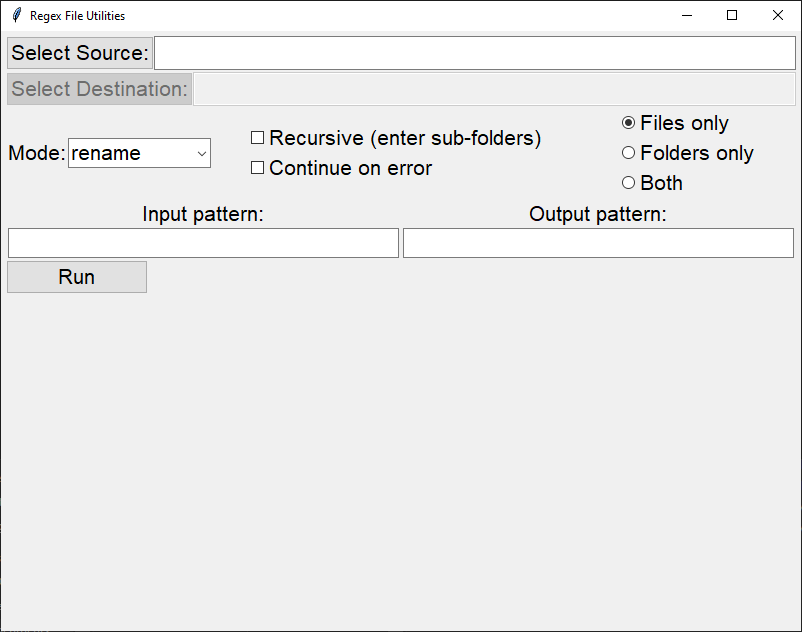 Regex File Utilities
Select Source:
Select Destination:
Mode: rename
Recursive (enter sub-folders)
Continue on error
Files only
Folders only
Both
Input pattern:
Output pattern:
Run